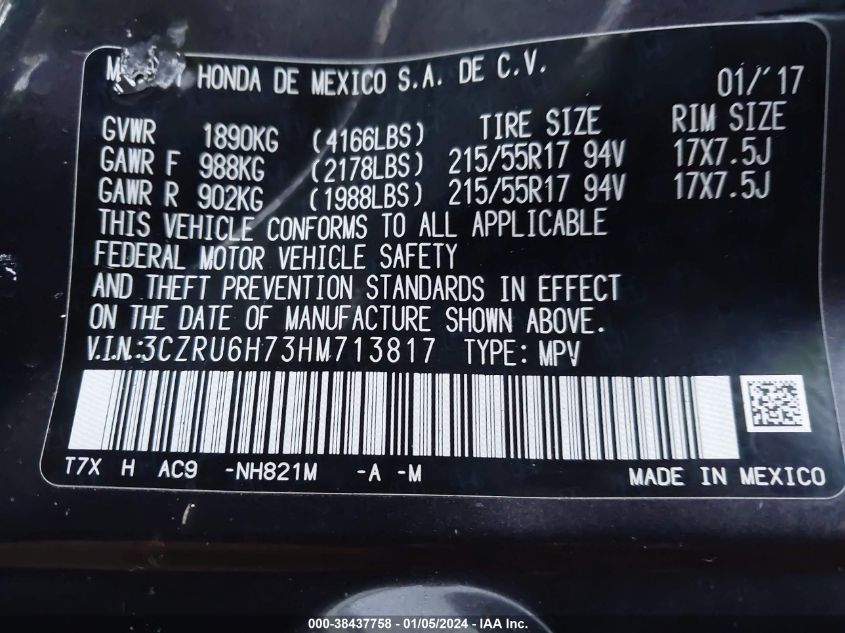 HONDA DE MEXICO S.A. DE C.V. 01/'17
GVWR 1890KG (4166LBS) TIRE SIZE RIM SIZE
GAWR F 988KG (2178LBS) 215/55R17 94V 17X7.5J
GAWR R 902KG (1988LBS) 215/55R17 94V 17X7.5J
THIS VEHICLE CONFORMS TO ALL APPLICABLE
FEDERAL MOTOR VEHICLE SAFETY
AND THEFT PREVENTION STANDARDS IN EFFECT
ON THE DATE OF MANUFACTURE SHOWN ABOVE.
V.I.N.:3CZRU6H73HM713817 TYPE: MPV
T7X H AC9 -NH821M -A -M MADE IN MEXICO
000-38437758 - 01/05/2024 - IAA Inc.